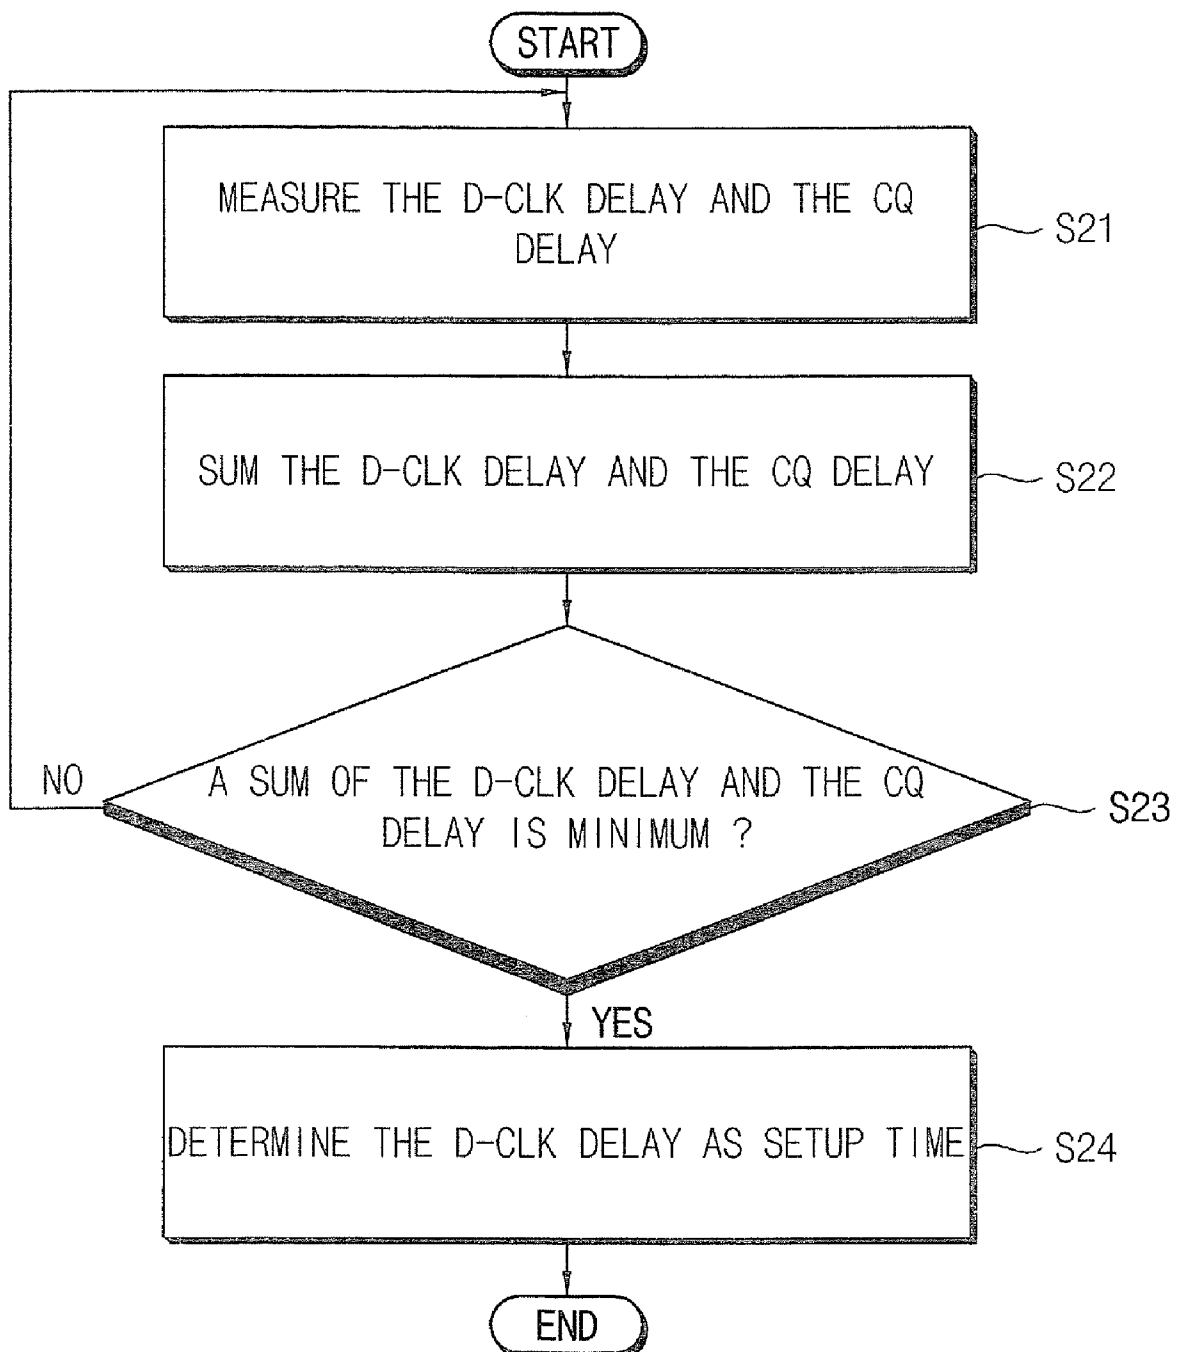 START
MEASURE THE D-CLK DELAY AND THE CQ
DELAY
S21
SUM THE D-CLK DELAY AND THE CQ DELAY
S22
NO
A SUM OF THE D-CLK DELAY AND THE CQ
DELAY IS MINIMUM ?
S23
YES
DETERMINE THE D-CLK DELAY AS SETUP TIME
S24
END